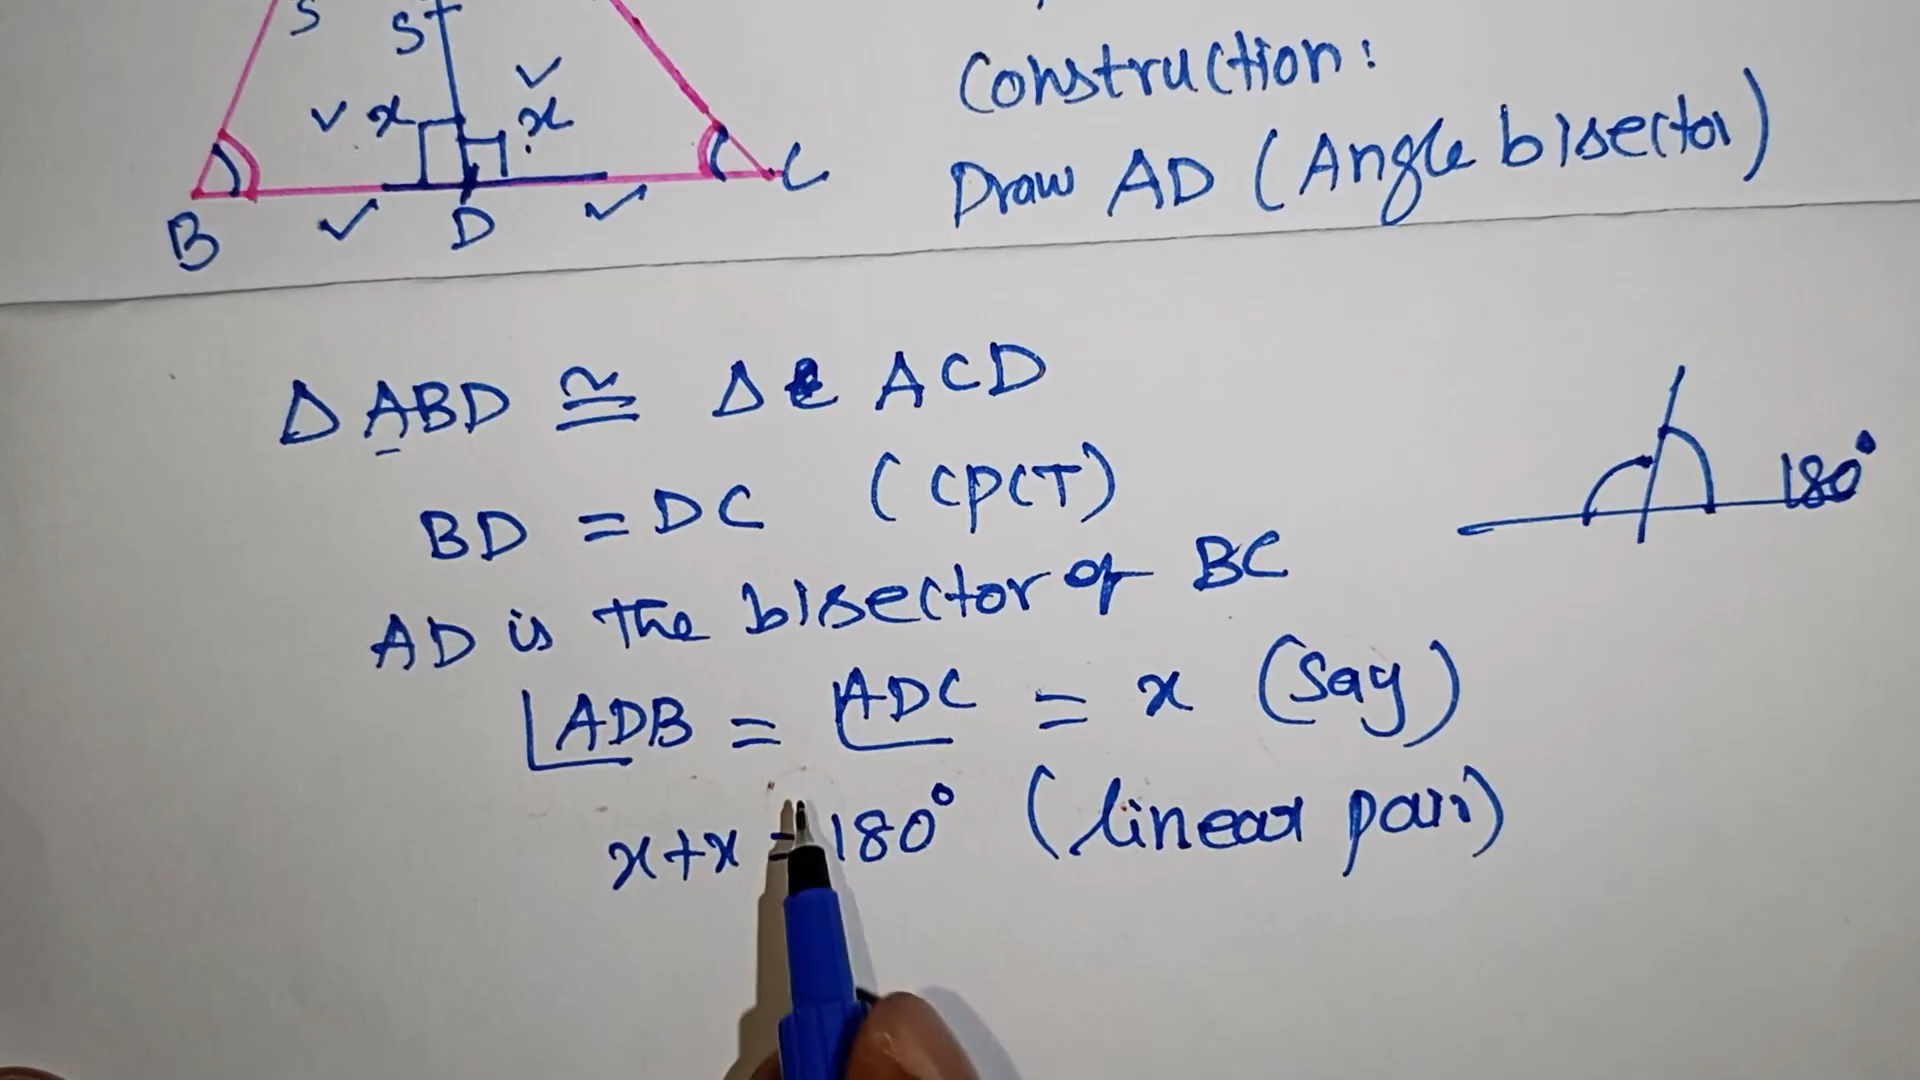 S S
x x
B D C
Construction:
Draw AD (Angle bisector)
Δ ABD ≅ Δ ACD
BD = DC (CPCT)
180°
AD is the bisector of BC
∠ADB = ∠ADC = x (Say)
x+x = 180° (linear pair)